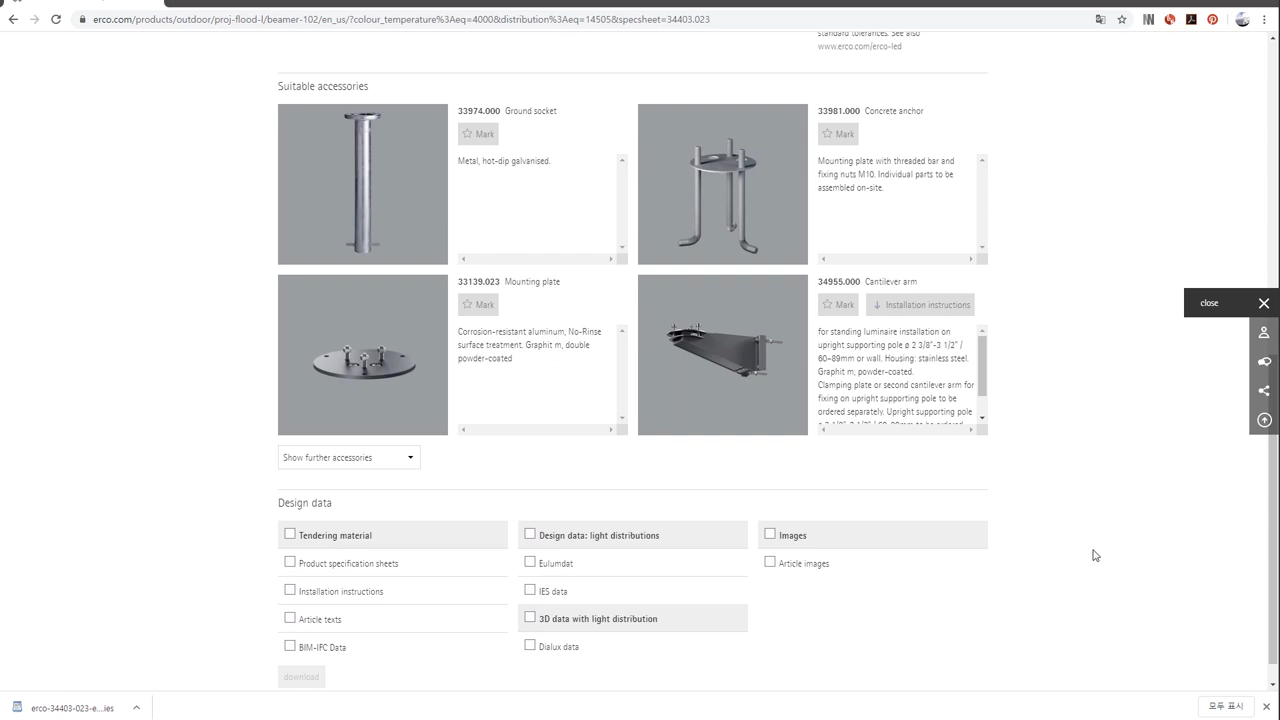 erco.com/products/outdoor/proj-flood-l/beamer-102/en_us/?colour_temperature%3Aeq=4000&distribution%3Aeq=14505&specsheet=34403.023
standard tolerances. See also
www.erco.com/erco-led
Suitable accessories
33974.000 Ground socket
Mark
Metal, hot-dip galvanised.
33981.000 Concrete anchor
Mark
Mounting plate with threaded bar and
fixing nuts M10. Individual parts to be
assembled on-site.
33139.023 Mounting plate
Mark
Corrosion-resistant aluminum, No-Rinse
surface treatment. Graphit m, double
powder-coated
34955.000 Cantilever arm
Mark
Installation instructions
for standing luminaire installation on
upright supporting pole ø 2 3/8"-3 1/2" /
60-89mm or wall. Housing: stainless steel.
Graphit m, powder-coated.
Clamping plate or second cantilever arm for
fixing on upright supporting pole to be
ordered separately. Upright supporting pole
close
Show further accessories
Design data
Tendering material
Product specification sheets
Installation instructions
Article texts
BIM-IFC Data
Design data: light distributions
Eulumdat
IES data
3D data with light distribution
Dialux data
Images
Article images
download
erco-34403-023-e....ies
모두 표시